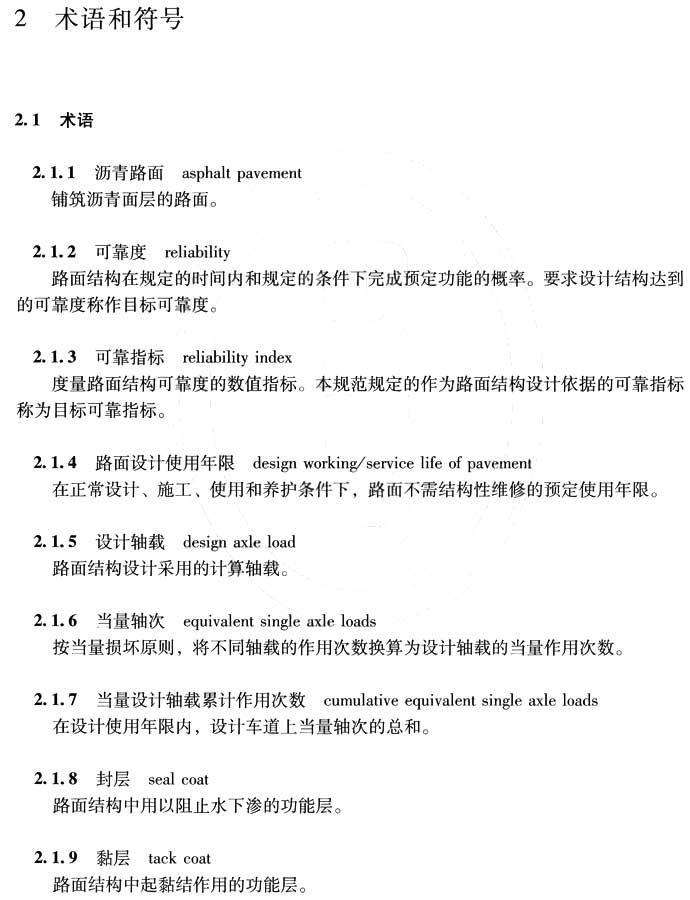 2 术语和符号
2.1 术语
2.1.1 沥青路面 asphalt pavement
铺筑沥青面层的路面。
2.1.2 可靠度 reliability
路面结构在规定的时间内和规定的条件下完成预定功能的概率。要求设计结构达到
的可靠度称作目标可靠度。
2.1.3 可靠指标 reliability index
度量路面结构可靠度的数值指标。本规范规定的作为路面结构设计依据的可靠指标
称为目标可靠指标。
2.1.4 路面设计使用年限 design working/service life of pavement
在正常设计、施工、使用和养护条件下，路面不需结构性维修的预定使用年限。
2.1.5 设计轴载 design axle load
路面结构设计采用的计算轴载。
2.1.6 当量轴次 equivalent single axle loads
按当量损坏原则，将不同轴载的作用次数换算为设计轴载的当量作用次数。
2.1.7 当量设计轴载累计作用次数 cumulative equivalent single axle loads
在设计使用年限内，设计车道上当量轴次的总和。
2.1.8 封层 seal coat
路面结构中用以阻止水下渗的功能层。
2.1.9 黏层 tack coat
路面结构中起黏结作用的功能层。